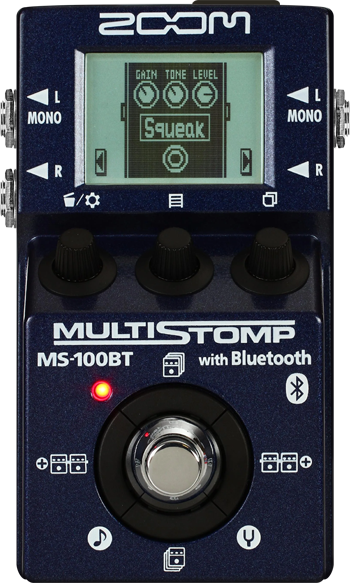 ZOOM
GAIN TONE LEVEL
Squeak
L
MONO
R
L
MONO
R
MULTISTOMP
MS-100BT
with Bluetooth